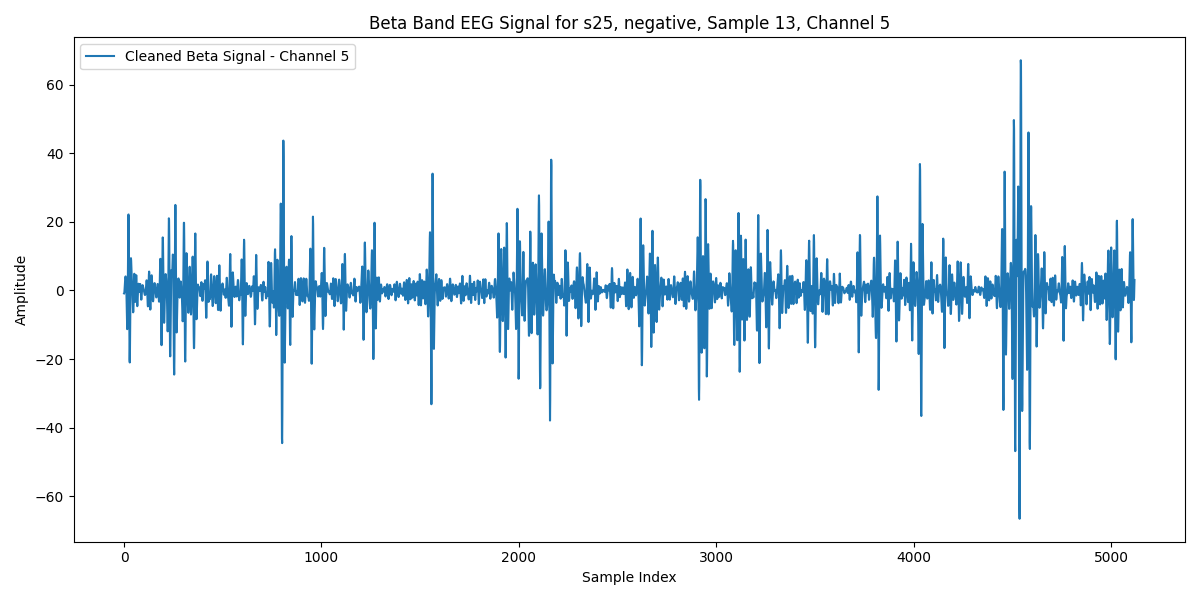 Beta Band EEG Signal for s25, negative, Sample 13, Channel 5
Cleaned Beta Signal - Channel 5
Amplitude
60
40
20
0
−20
−40
−60
0 1000 2000 3000 4000 5000
Sample Index